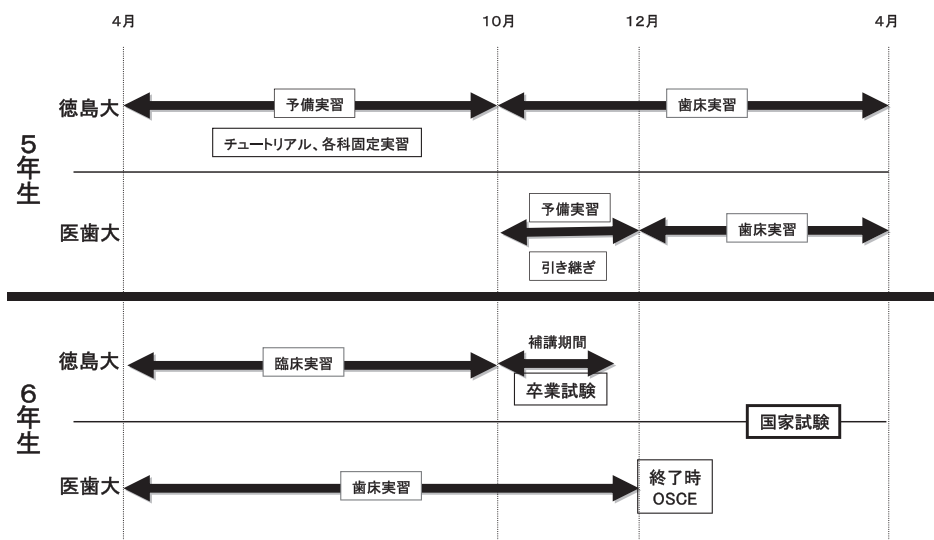 4月 10月 12月 4月
5年生
徳島大
予備実習
歯床実習
チュートリアル、各科固定実習
医歯大
予備実習
引き継ぎ
歯床実習
6年生
徳島大
臨床実習
補講期間
卒業試験
国家試験
医歯大
歯床実習
終了時
OSCE